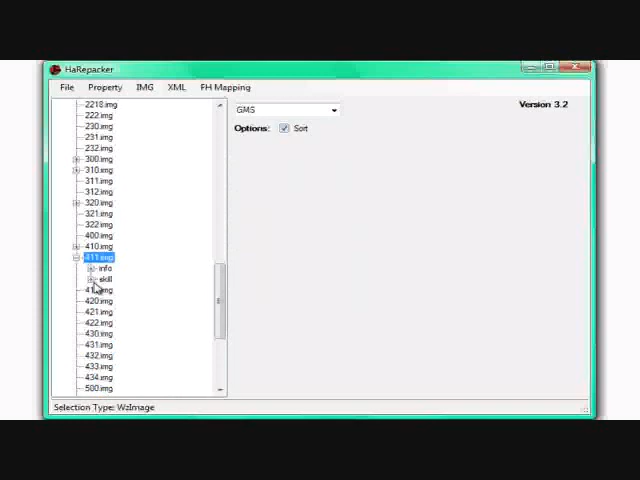 HaRepacker
File Property IMG XML FH Mapping
2218.img
222.img
230.img
231.img
232.img
300.img
310.img
311.img
312.img
320.img
321.img
322.img
400.img
410.img
411.img
info
skill
420.img
421.img
422.img
430.img
431.img
432.img
433.img
434.img
500.img
GMS
Options: Sort
Version 3.2
Selection Type: WzImage